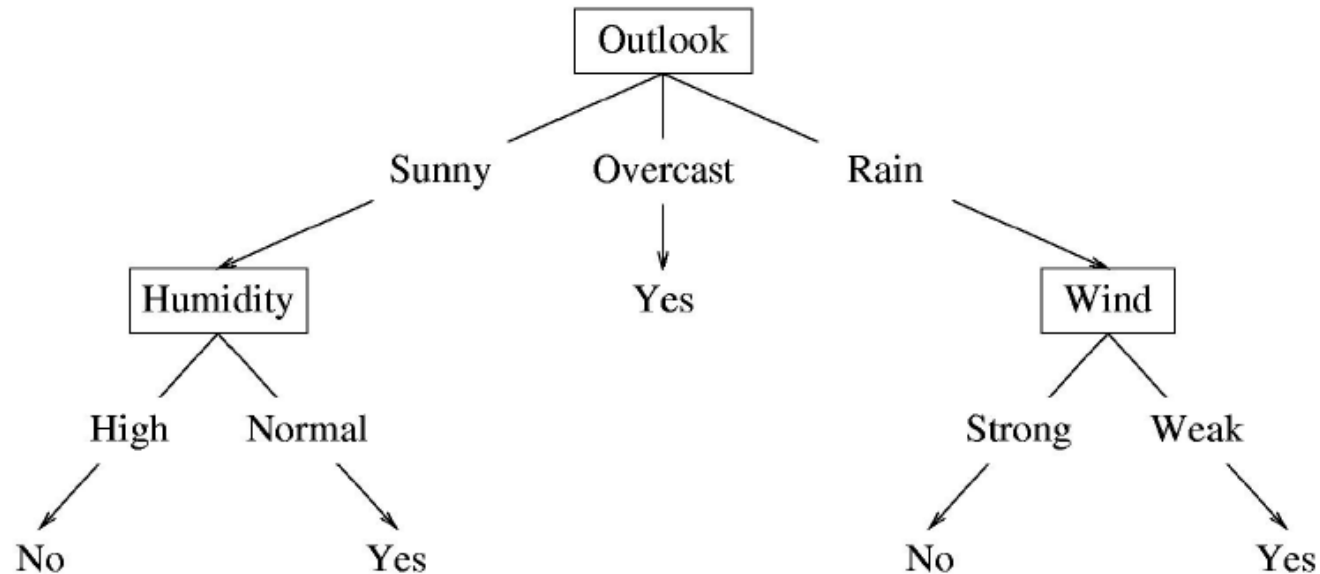 Outlook
Sunny Overcast Rain
Humidity Yes Wind
High Normal Strong Weak
No Yes No Yes